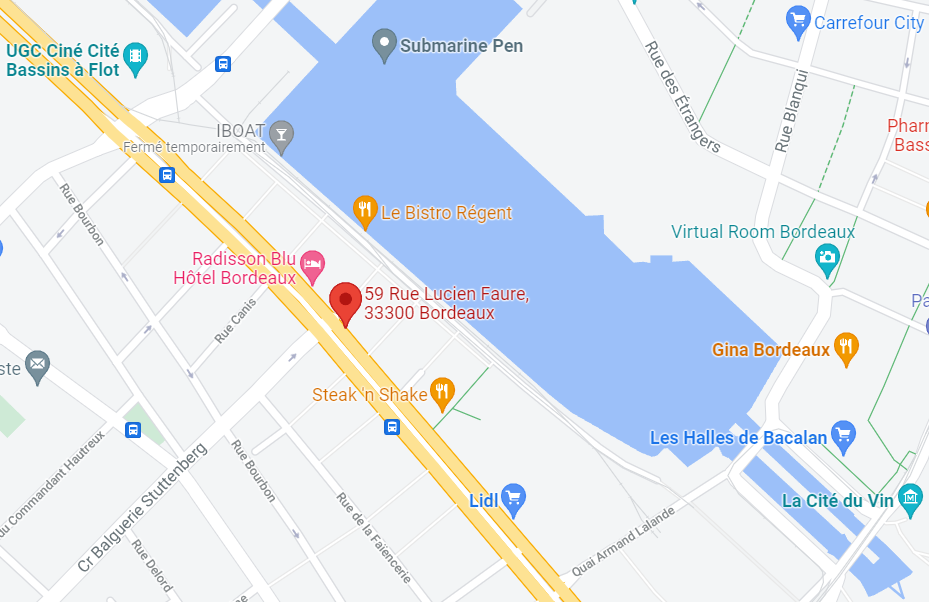 Carrefour City
UGC Ciné Cité
Bassins à Flot
Submarine Pen
Rue des Étrangers
Rue Blanqui
IBOAT
Fermé temporairement
Rue Bourbon
Le Bistro Régent
Virtual Room Bordeaux
Radisson Blu
Hôtel Bordeaux
59 Rue Lucien Faure,
33300 Bordeaux
Rue Canis
Gina Bordeaux
Steak 'n Shake
Les Halles de Bacalan
du Commandant Hautreux
Cr Balguerie Stuttenberg
Rue Bourbon
Lidl
La Cité du Vin
Rue de la Faïencerie
Quai Armand Lalande
Rue Delord